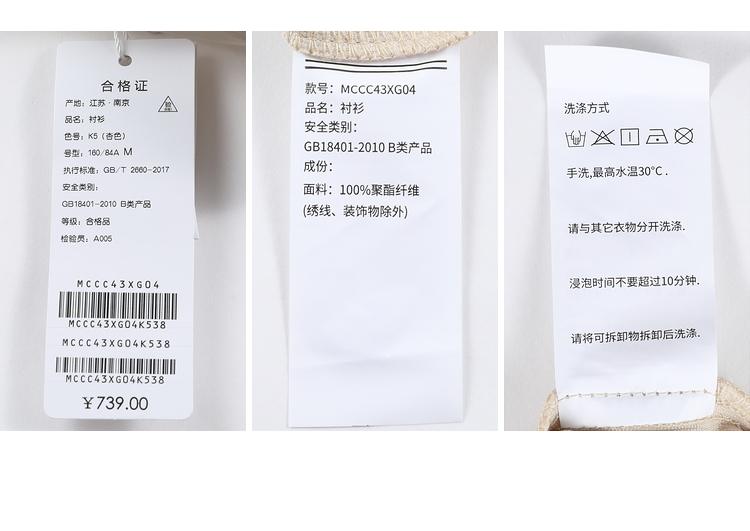 合格证
产地: 江苏·南京
品名: 衬衫
色号: K5 (杏色)
号型: 160/84A M
执行标准: GB/T 2660-2017
安全类别:
GB18401-2010 B类产品
等级: 合格品
检验员: A005
MCCC43XG04
MCCC43XG04K538
MCCC43XG04K538
MCCC43XG04K538
¥739.00
款号: MCCC43XG04
品名: 衬衫
安全类别:
GB18401-2010 B类产品
成份:
面料: 100%聚酯纤维
(绣线、装饰物除外)
洗涤方式
手洗,最高水温30℃.
请与其它衣物分开洗涤.
浸泡时间不要超过10分钟.
请将可拆卸物拆卸后洗涤.